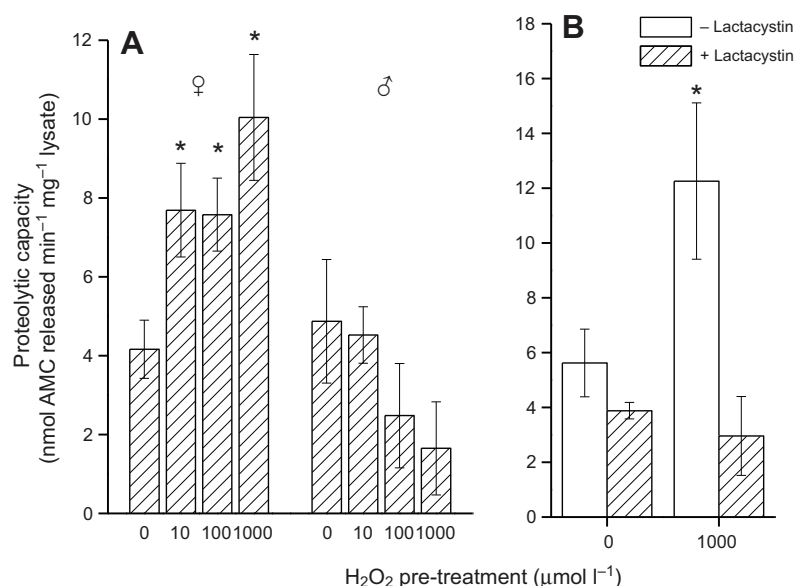 A
B
♀
♂
– Lactacystin
+ Lactacystin
Proteolytic capacity
(nmol AMC released min⁻¹ mg⁻¹ lysate)
12
10
8
6
4
2
0
* * *
0 10 100 1000
0 10 100 1000
18
16
14
12
10
8
6
4
2
0
*
0 1000
H₂O₂ pre-treatment (μmol l⁻¹)